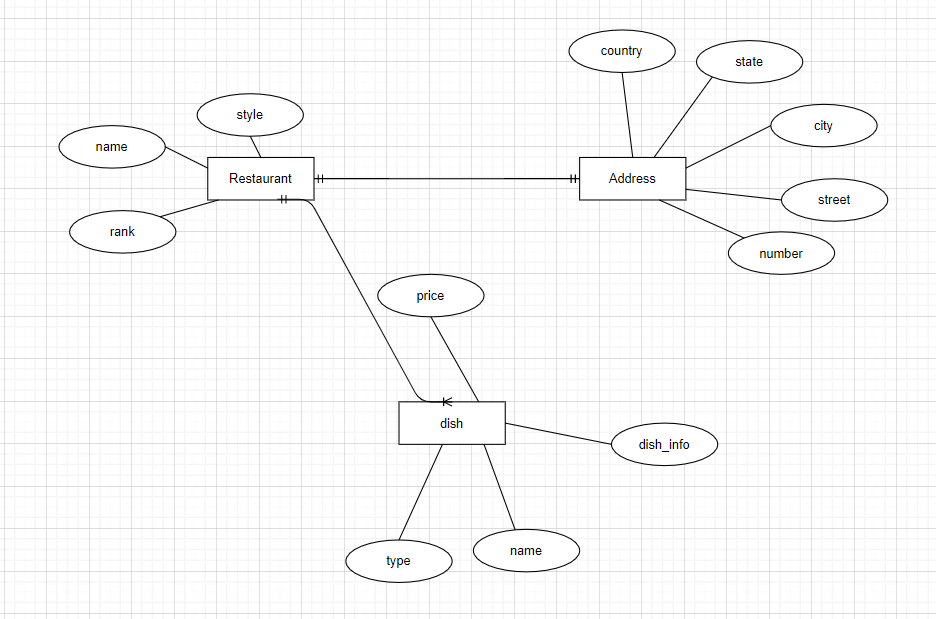 country
state
style
city
name
Restaurant
Address
street
rank
number
price
dish
dish_info
name
type